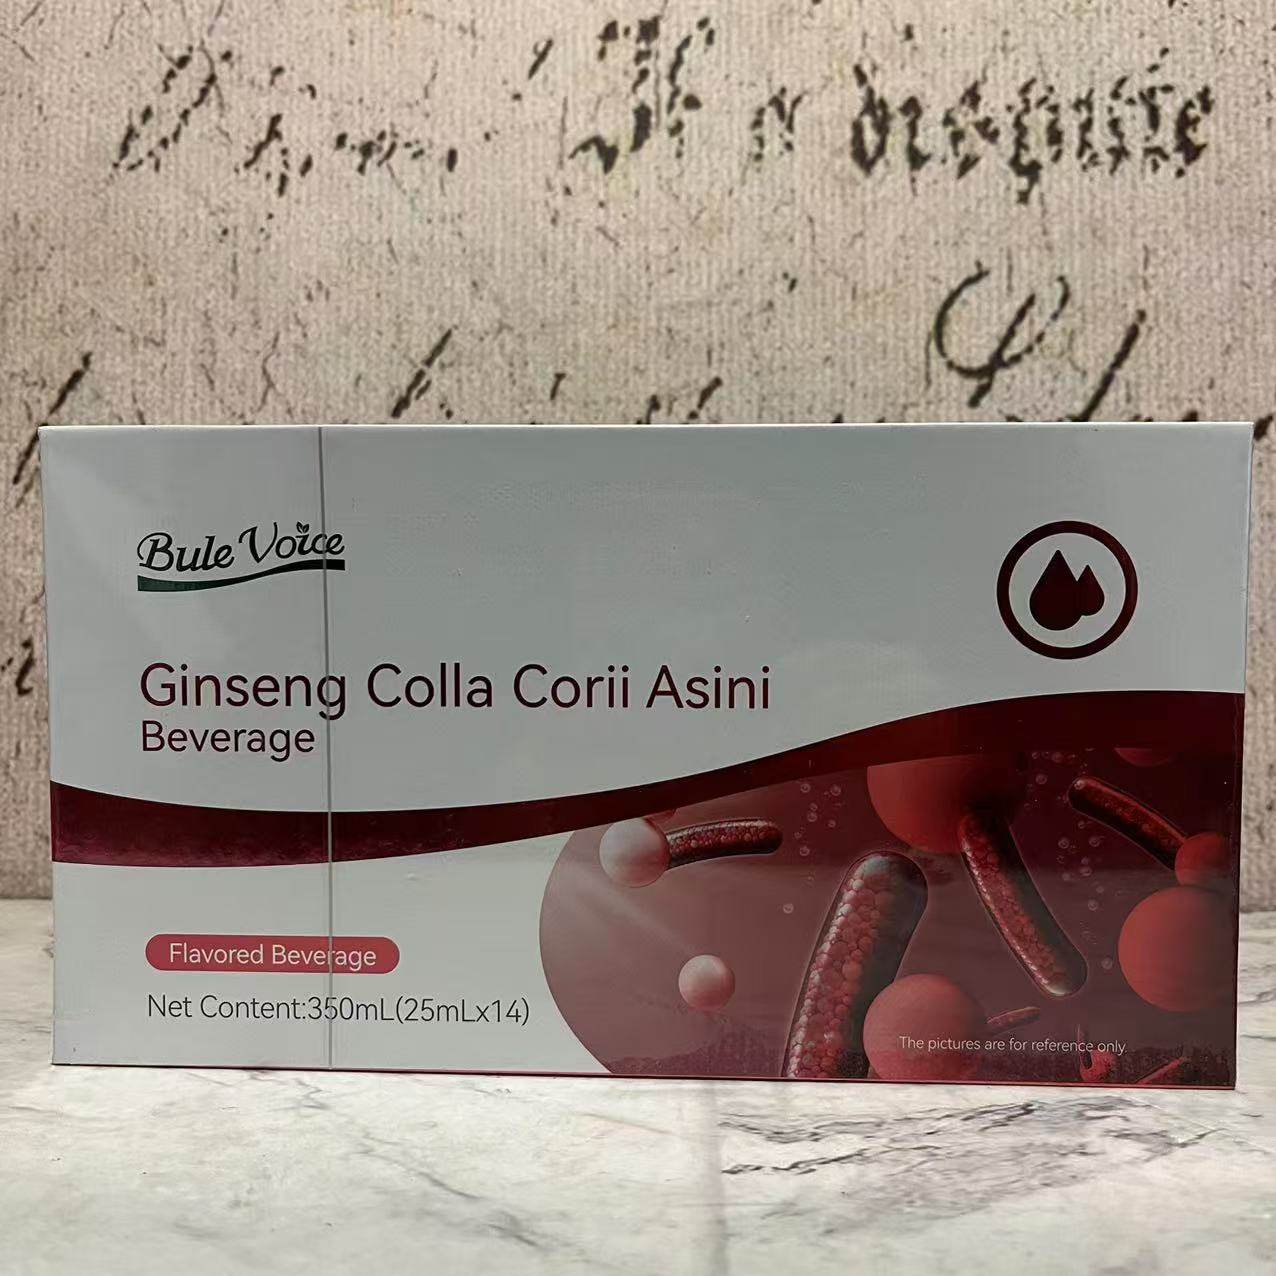 Bule Voice
Ginseng Colla Corii Asini
Beverage
Flavored Beverage
Net Content:350mL(25mLx14)
The pictures are for reference only